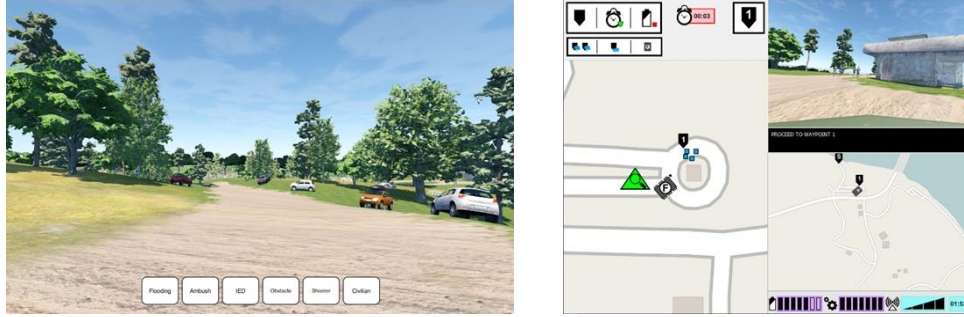 Flooding
Ambush
IED
Obstacle
Shooter
Civilian
00:03
1
PROCEED TO WAYPOINT 1
1
F
S
1